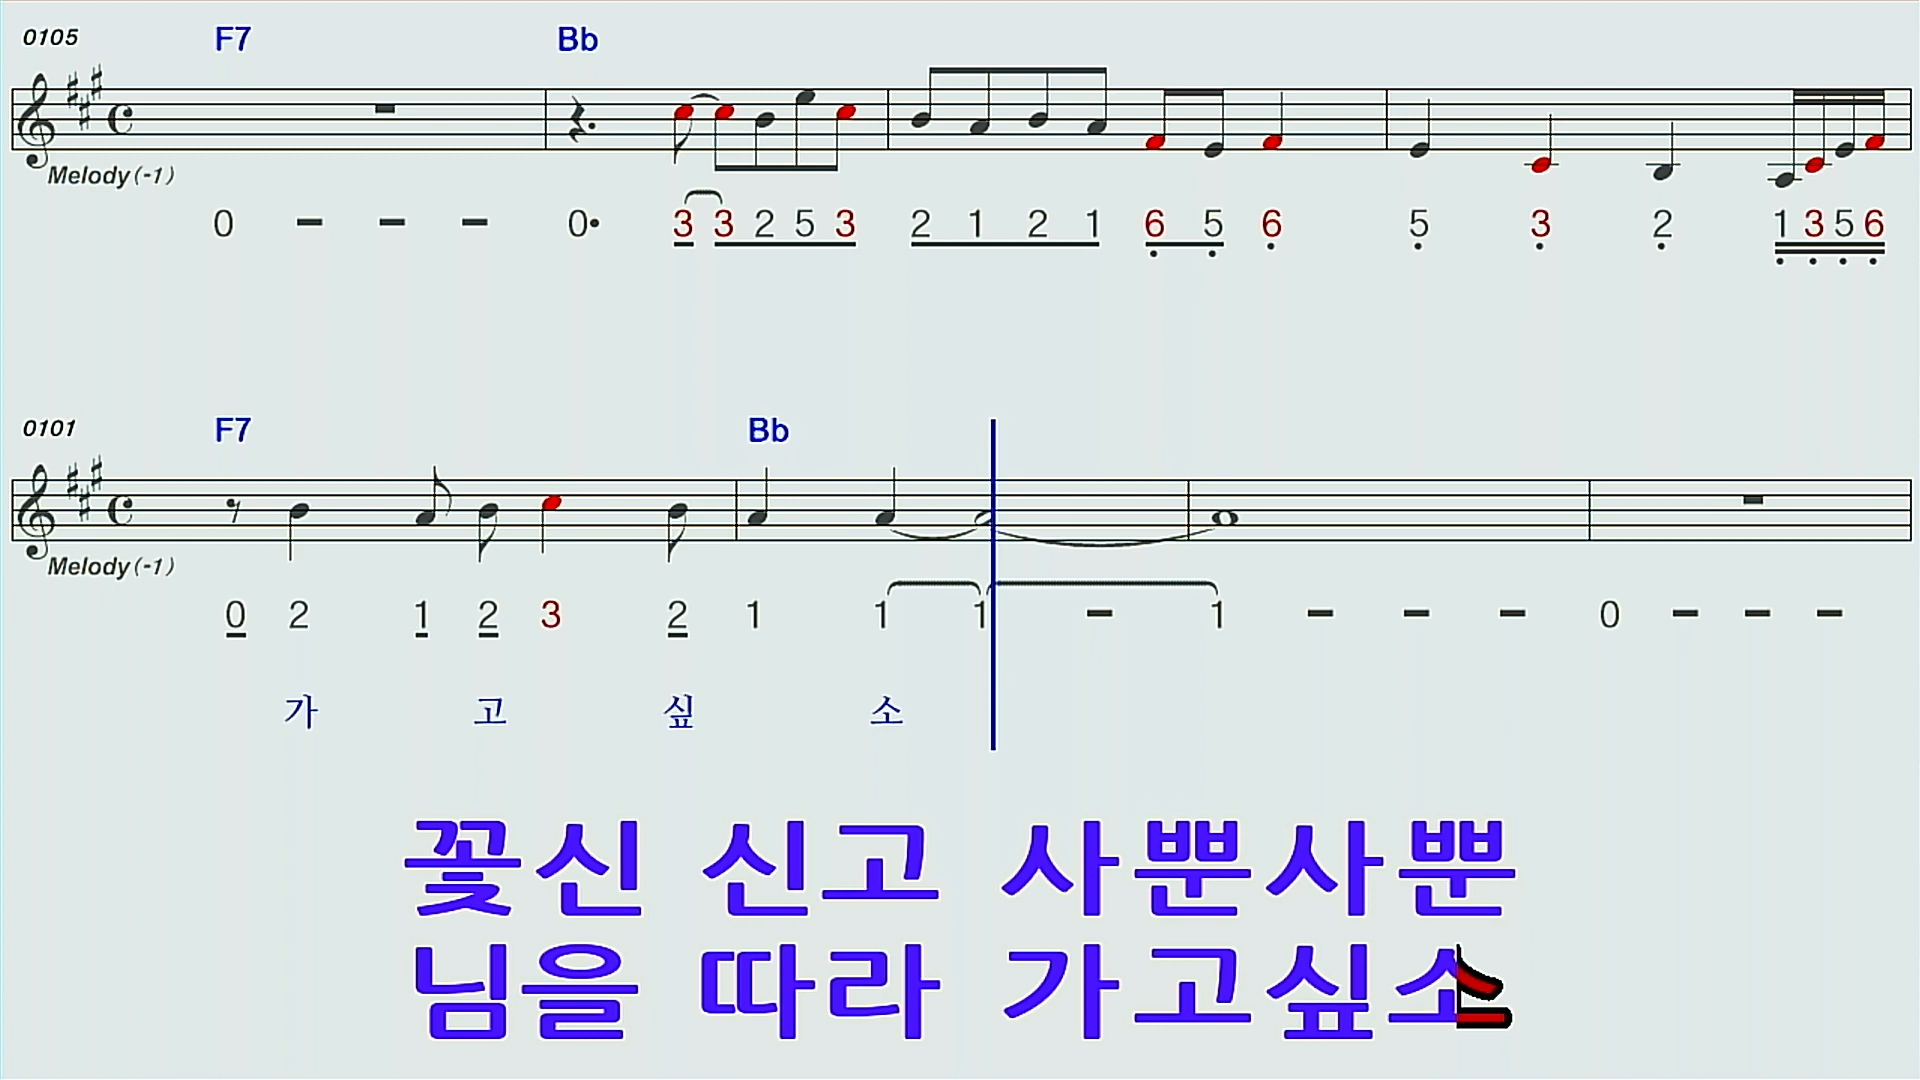 0105 F7 Bb
Melody(-1)
0 - - - 0• 3 3 2 5 3 2 1 2 1 6 5 6 5 3 2 1 3 5 6
0101 F7 Bb
Melody(-1)
0 2 1 2 3 2 1 1 1 - 1 - - - 0 - - -
가 고 싶 소
꽃신 신고 사뿐사뿐
님을 따라 가고싶소